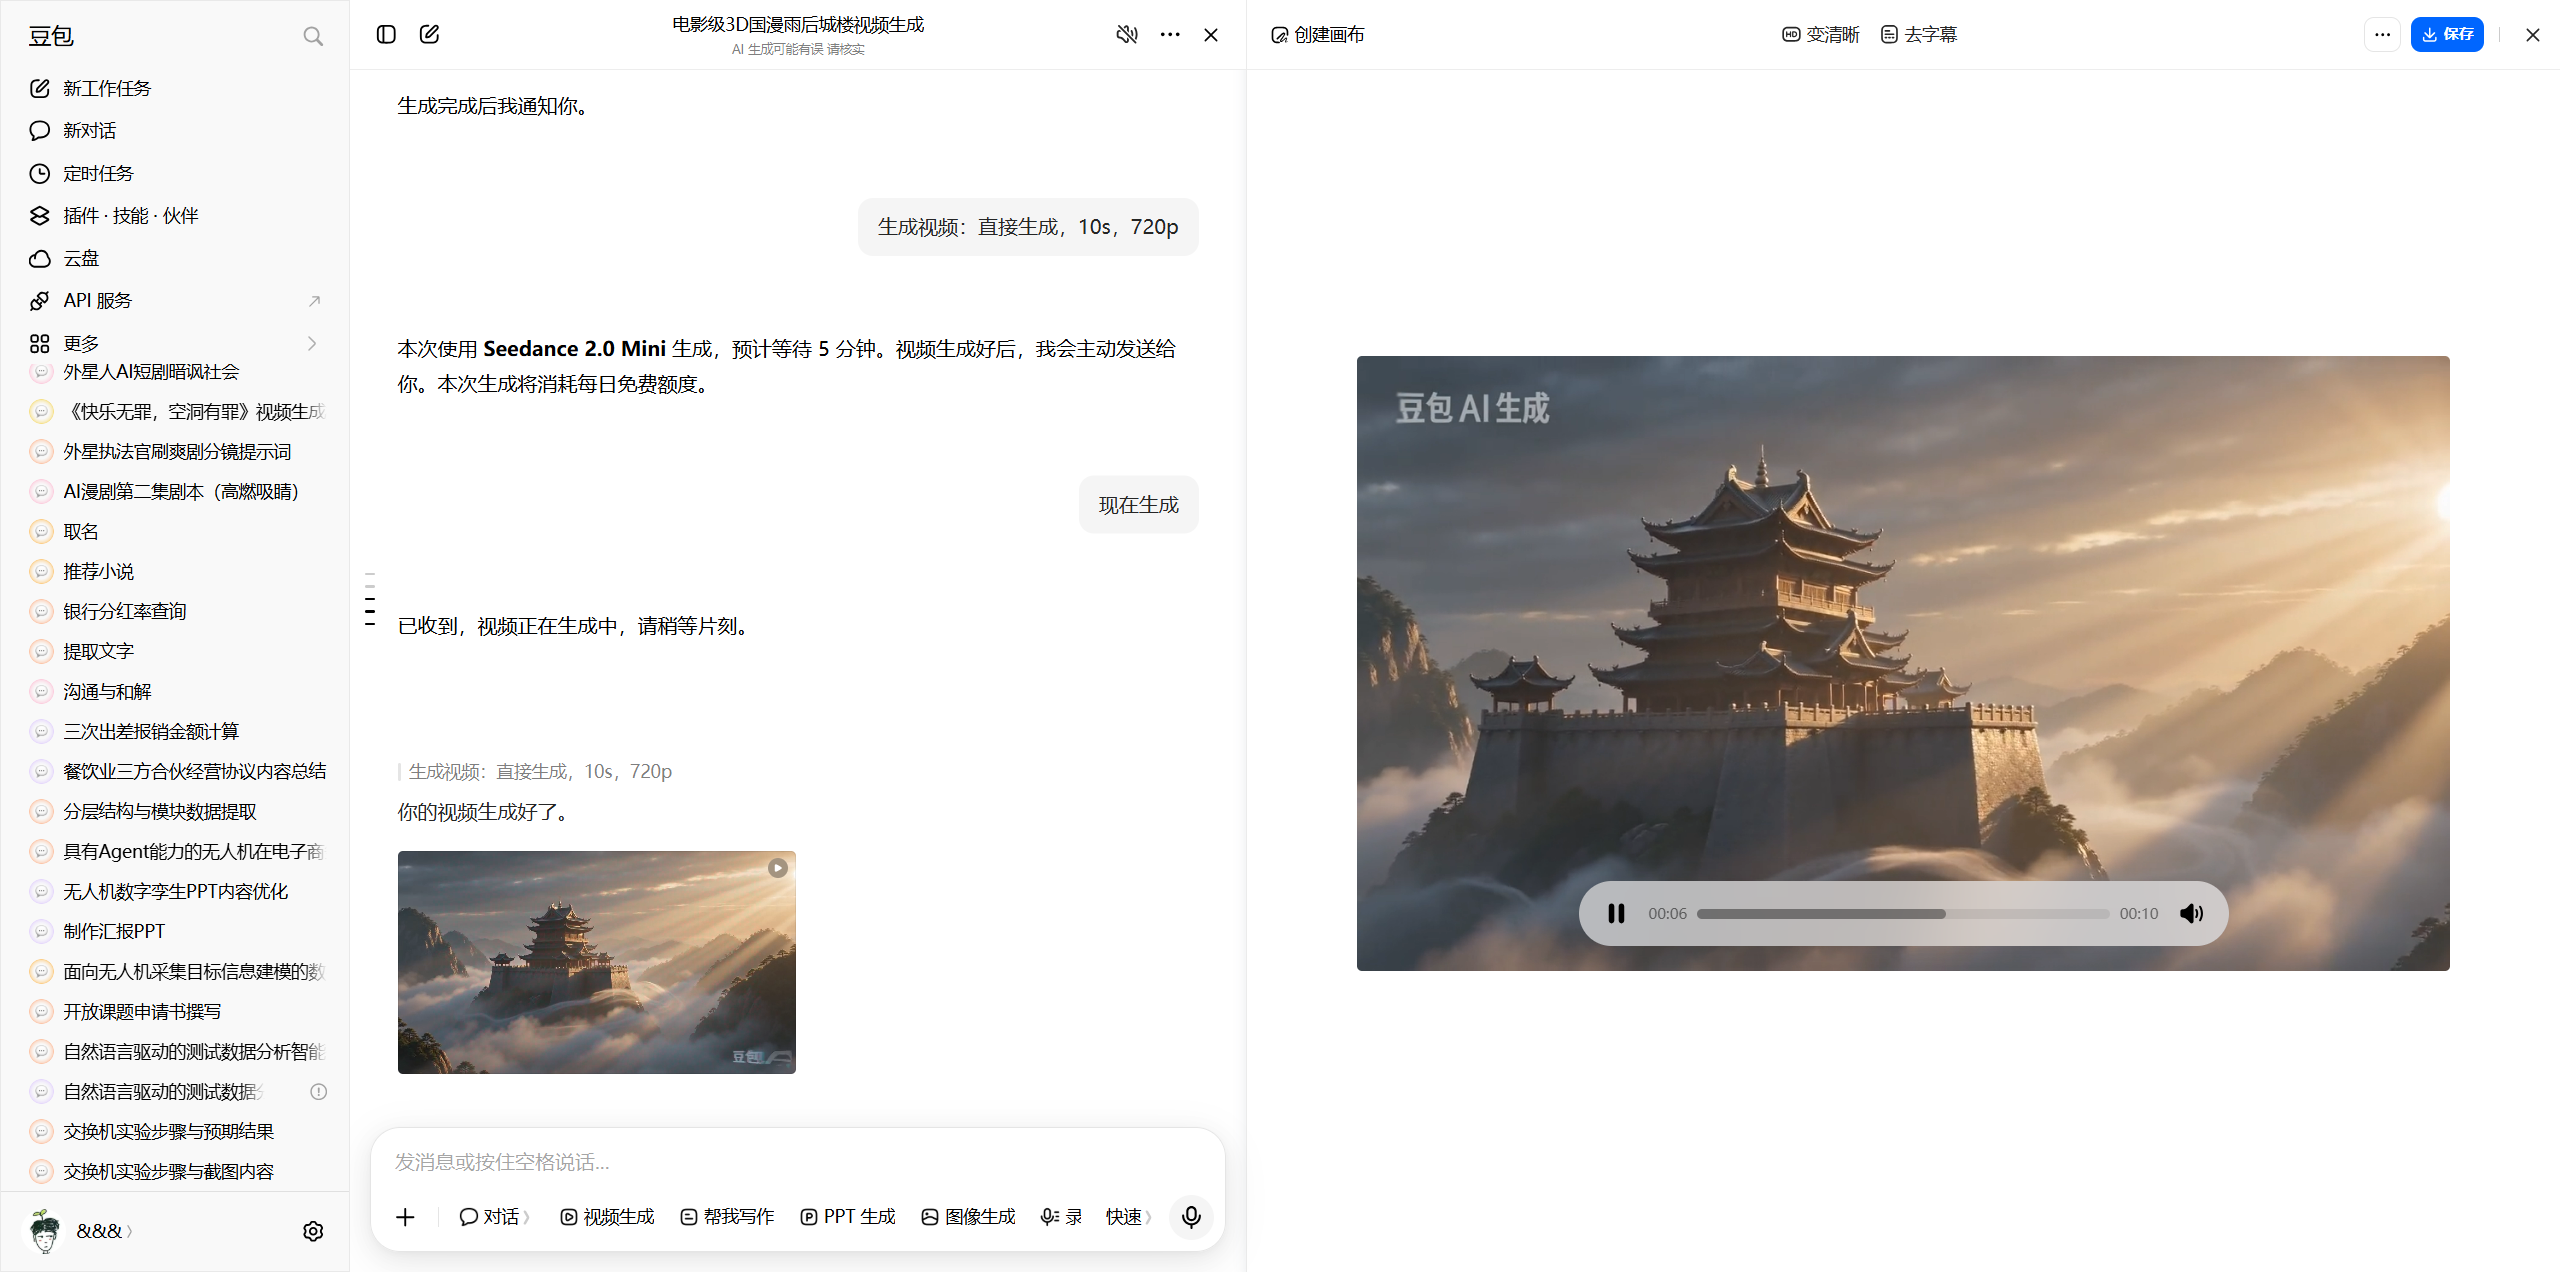 豆包
新工作任务
新对话
定时任务
插件 · 技能 · 伙伴
云盘
API 服务
更多
外星人AI短剧暗讽社会
《快乐无罪，空洞有罪》视频生成
外星执法官刷爽剧分镜提示词
AI漫剧第二集剧本（高燃吸睛）
取名
推荐小说
银行分红率查询
提取文字
沟通与和解
三次出差报销金额计算
餐饮业三方合伙经营协议内容总结
分层结构与模块数据提取
具有Agent能力的无人机在电子商
无人机数字孪生PPT内容优化
制作汇报PPT
面向无人机采集目标信息建模的数
开放课题申请书撰写
自然语言驱动的测试数据分析智能
自然语言驱动的测试数据
交换机实验步骤与预期结果
交换机实验步骤与截图内容
&&&
电影级3D国漫雨后城楼视频生成
AI 生成可能有误 请核实
生成完成后我通知你。
生成视频：直接生成，10s，720p
本次使用 Seedance 2.0 Mini 生成，预计等待 5 分钟。视频生成好后，我会主动发送给
你。本次生成将消耗每日免费额度。
现在生成
已收到，视频正在生成中，请稍等片刻。
生成视频：直接生成，10s，720p
你的视频生成好了。
豆包
发消息或按住空格说话...
对话
视频生成
帮我写作
PPT 生成
图像生成
录
快速
创建画布
HD 变清晰
去字幕
保存
豆包 AI 生成
00:06
00:10